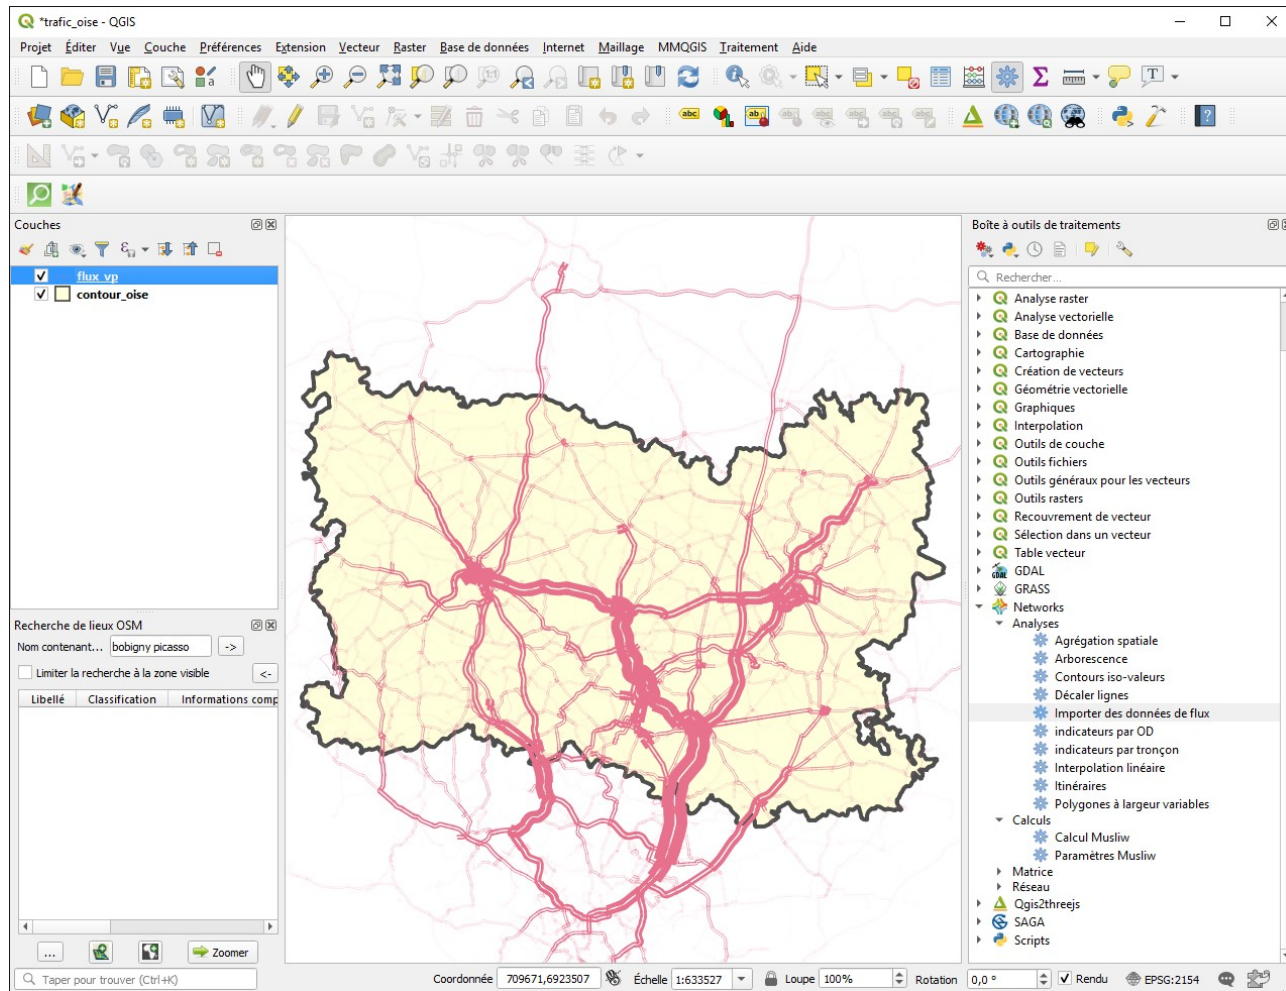 *trafic_oise - QGIS
Projet Éditer Vue Couche Préférences Extension Vecteur Raster Base de données Internet Maillage MMQGIS Traitement Aide
Couches
flux_vp
contour_oise
Recherche de lieux OSM
Nom contenant... bobigny picasso ->
Limiter la recherche à la zone visible <-
Libellé Classification Informations comp
... Zoomer
Boîte à outils de traitements
Rechercher...
Analyse raster
Analyse vectorielle
Base de données
Cartographie
Création de vecteurs
Géométrie vectorielle
Graphiques
Interpolation
Outils de couche
Outils fichiers
Outils généraux pour les vecteurs
Outils rasters
Recouvrement de vecteur
Sélection dans un vecteur
Table vecteur
GDAL
GRASS
Networks
Analyses
Agrégation spatiale
Arborescence
Contours iso-valeurs
Décaler lignes
Importer des données de flux
indicateurs par OD
indicateurs par tronçon
Interpolation linéaire
Itinéraires
Polygones à largeur variables
Calculs
Calcul Musliw
Paramètres Musliw
Matrice
Réseau
Qgis2threejs
SAGA
Scripts
Taper pour trouver (Ctrl+K) Coordonnée 709671,6923507 Échelle 1:633527 Loupe 100% Rotation 0,0 ° Rendu EPSG:2154